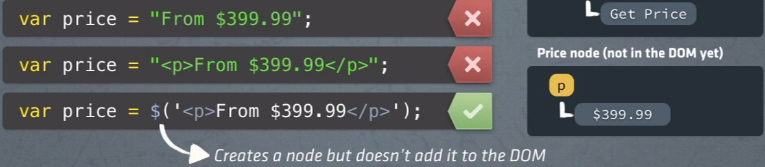 var price = "From $399.99";
var price = "<p>From $399.99</p>";
var price = $('<p>From $399.99</p>');
Creates a node but doesn't add it to the DOM
Get Price
Price node (not in the DOM yet)
p
$399.99